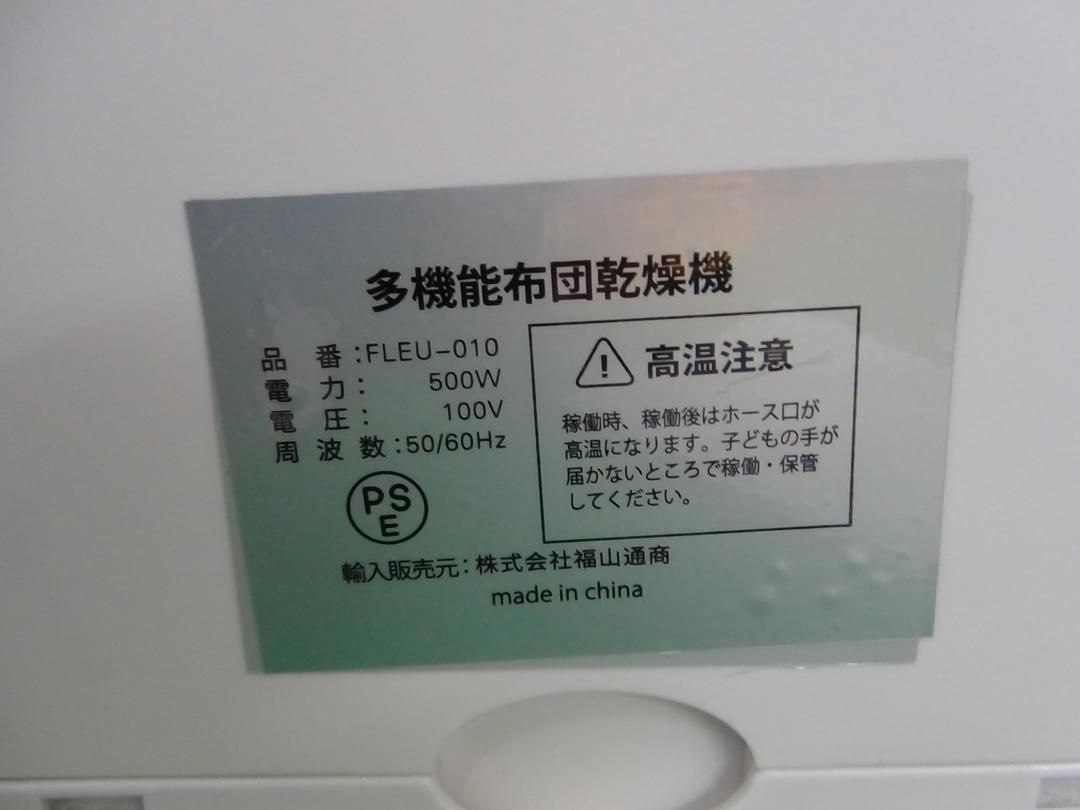 多機能布団乾燥機
品番:FLEU-010
電力: 500W
電圧: 100V
周波数:50/60Hz
PS
E
高温注意
稼働時、稼働後はホース口が
高温になります。子どもの手が
届かないところで稼働・保管
してください。
輸入販売元:株式会社福山通商
made in china